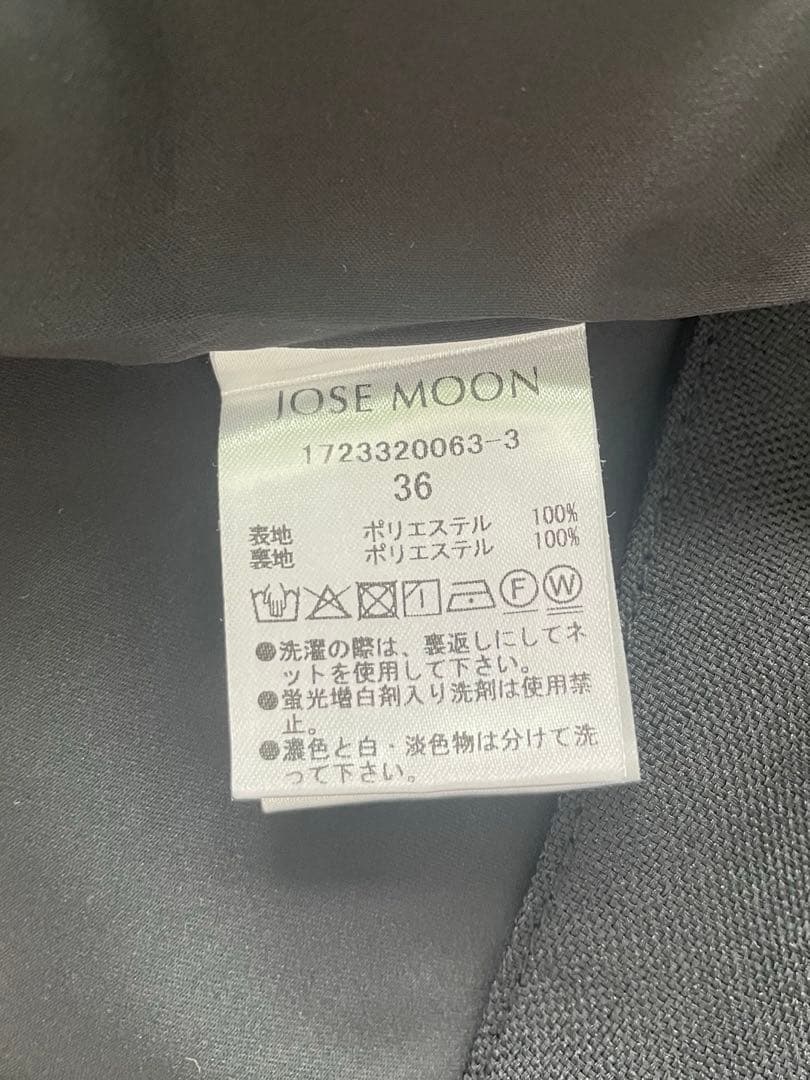 JOSE MOON
1723320063-3
36
表地 ポリエステル 100%
裏地 ポリエステル 100%
F W
●洗濯の際は、裏返しにしてネ
ットを使用して下さい。
●蛍光増白剤入り洗剤は使用禁
止。
●濃色と白・淡色物は分けて洗
って下さい。